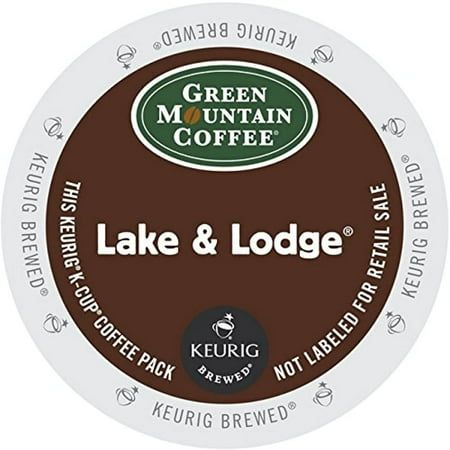 KEURIG BREWED®
GREEN
MOUNTAIN
COFFEE®
KEURIG BREWED®
KEURIG BREWED®
THIS KEURIG® K-CUP® COFFEE PACK
Lake & Lodge®
NOT LABELED FOR RETAIL SALE
KEURIG
BREWED®
KEURIG BREWED®